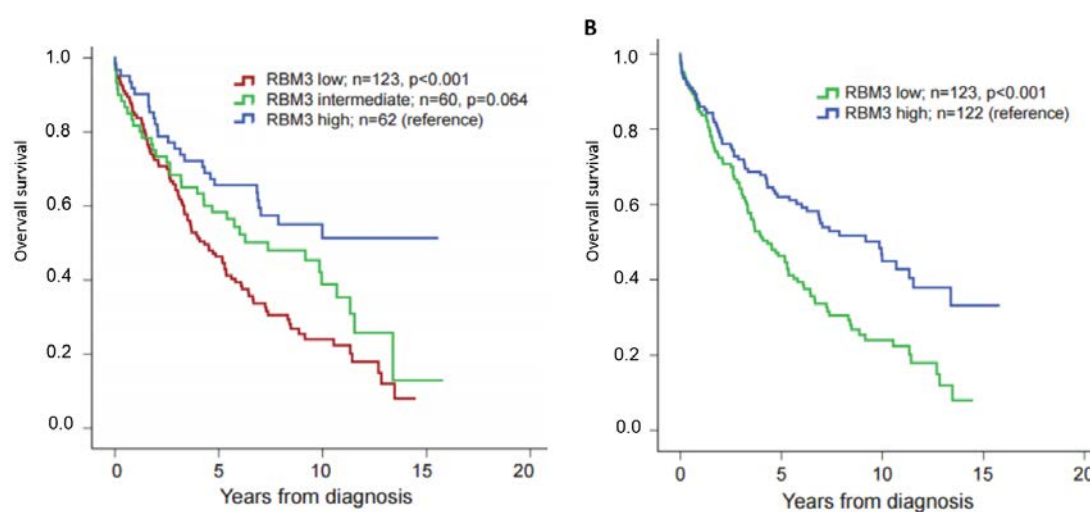 B
RBM3 low; n=123, p<0.001
RBM3 intermediate; n=60, p=0.064
RBM3 high; n=62 (reference)
1.0
0.8
0.6
0.4
0.2
0.0
Overvall survival
0 5 10 15 20
Years from diagnosis
RBM3 low; n=123, p<0.001
RBM3 high; n=122 (reference)
1.0
0.8
0.6
0.4
0.2
0.0
Overvall survival
0 5 10 15 20
Years from diagnosis